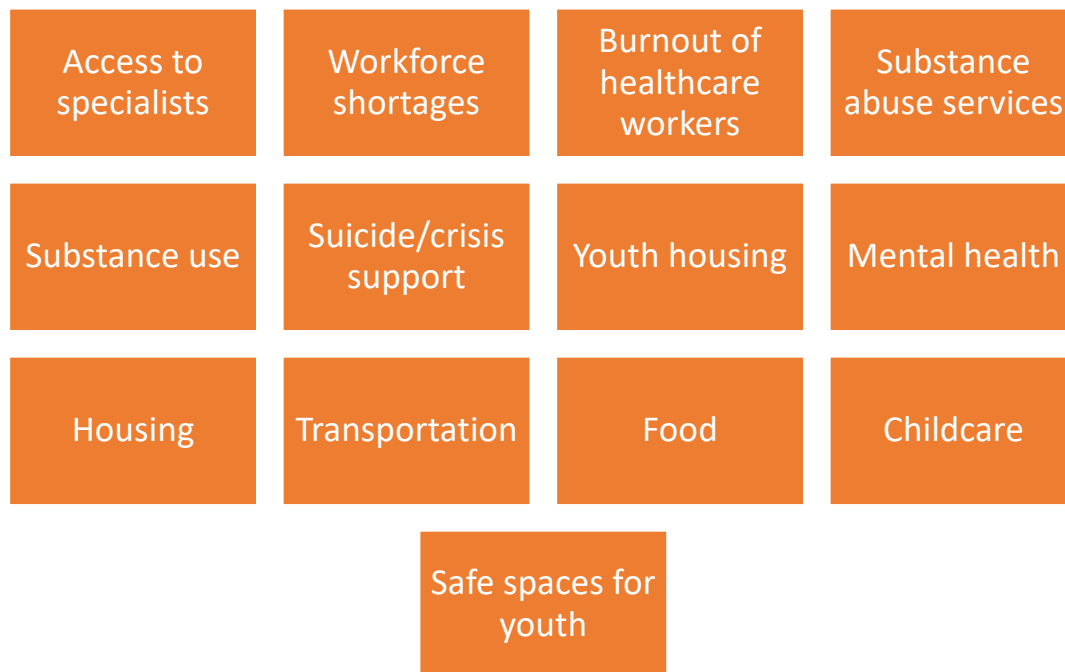 Access to
specialists
Workforce
shortages
Burnout of
healthcare
workers
Substance
abuse services
Substance use
Suicide/crisis
support
Youth housing
Mental health
Housing
Transportation
Food
Childcare
Safe spaces for
youth